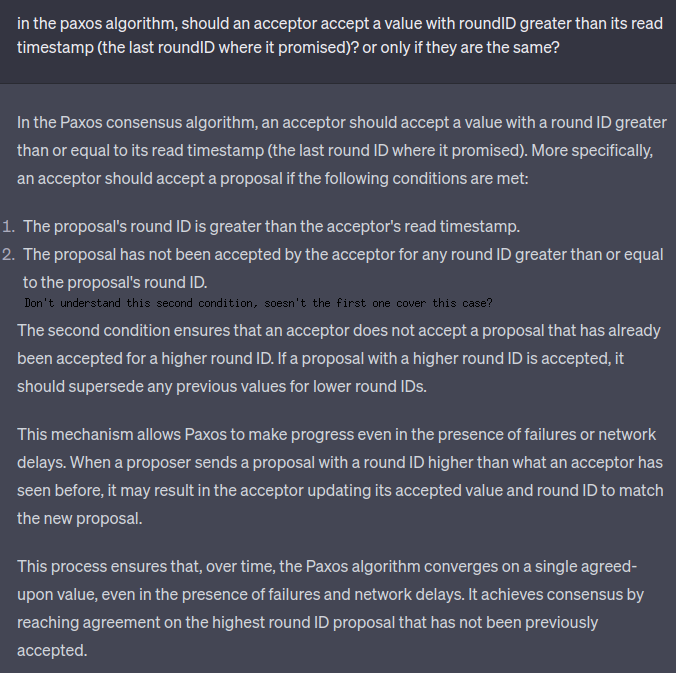 in the paxos algorithm, should an acceptor accept a value with roundID greater than its read
timestamp (the last roundID where it promised)? or only if they are the same?
In the Paxos consensus algorithm, an acceptor should accept a value with a round ID greater
than or equal to its read timestamp (the last round ID where it promised). More specifically,
an acceptor should accept a proposal if the following conditions are met:
1. The proposal's round ID is greater than the acceptor's read timestamp.
2. The proposal has not been accepted by the acceptor for any round ID greater than or equal
to the proposal's round ID.
Don't understand this second condition, soesn't the first one cover this case?
The second condition ensures that an acceptor does not accept a proposal that has already
been accepted for a higher round ID. If a proposal with a higher round ID is accepted, it
should supersede any previous values for lower round IDs.
This mechanism allows Paxos to make progress even in the presence of failures or network
delays. When a proposer sends a proposal with a round ID higher than what an acceptor has
seen before, it may result in the acceptor updating its accepted value and round ID to match
the new proposal.
This process ensures that, over time, the Paxos algorithm converges on a single agreed-
upon value, even in the presence of failures and network delays. It achieves consensus by
reaching agreement on the highest round ID proposal that has not been previously
accepted.